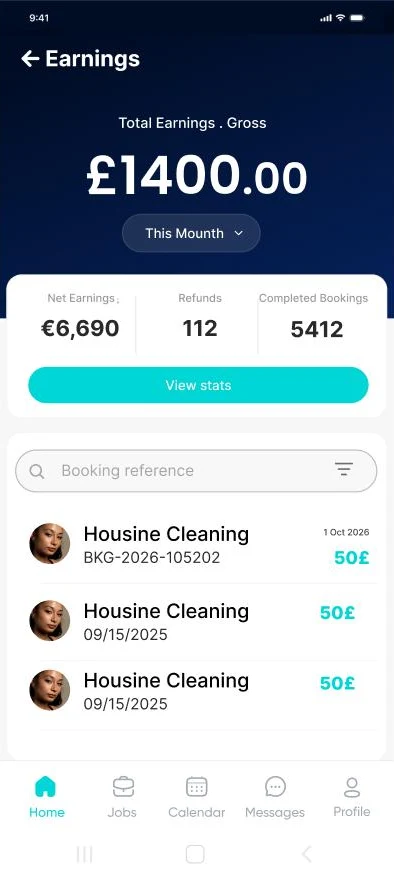 9:41
Earnings
Total Earnings . Gross
£1400.00
This Mounth
Net Earnings; Refunds Completed Bookings
€6,690 112 5412
View stats
Booking reference
Housine Cleaning 1 Oct 2026
BKG-2026-105202 50£
Housine Cleaning 50£
09/15/2025
Housine Cleaning 50£
09/15/2025
Home Jobs Calendar Messages Profile